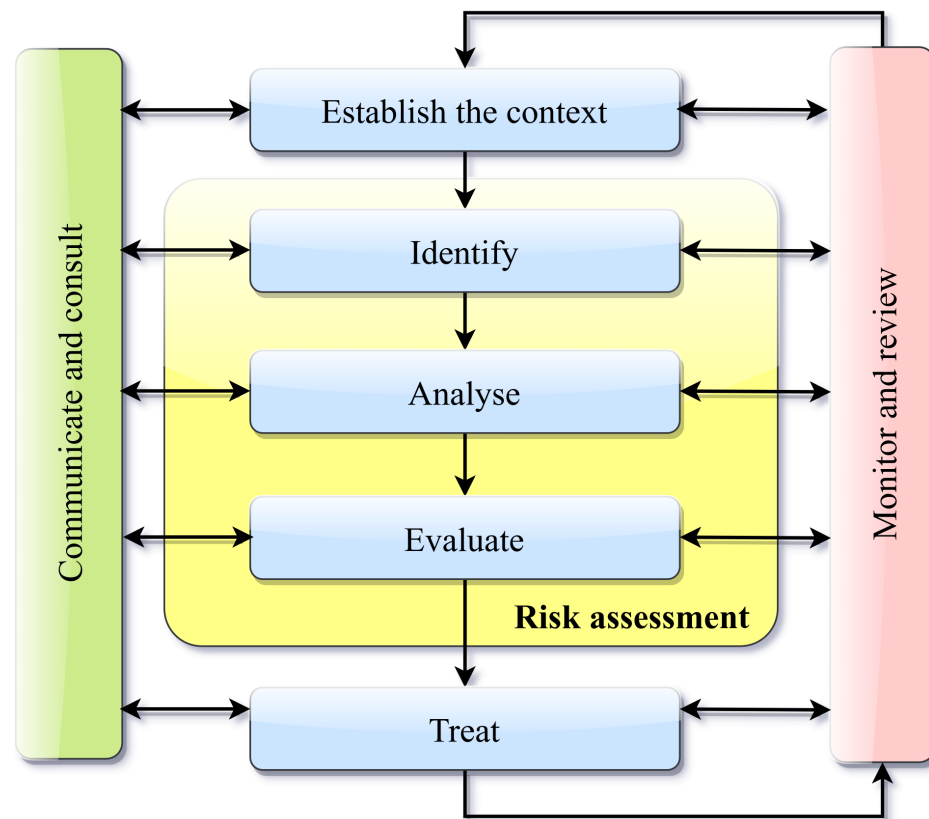 Establish the context
Communicate and consult
Identify
Analyse
Evaluate
Risk assessment
Treat
Monitor and review